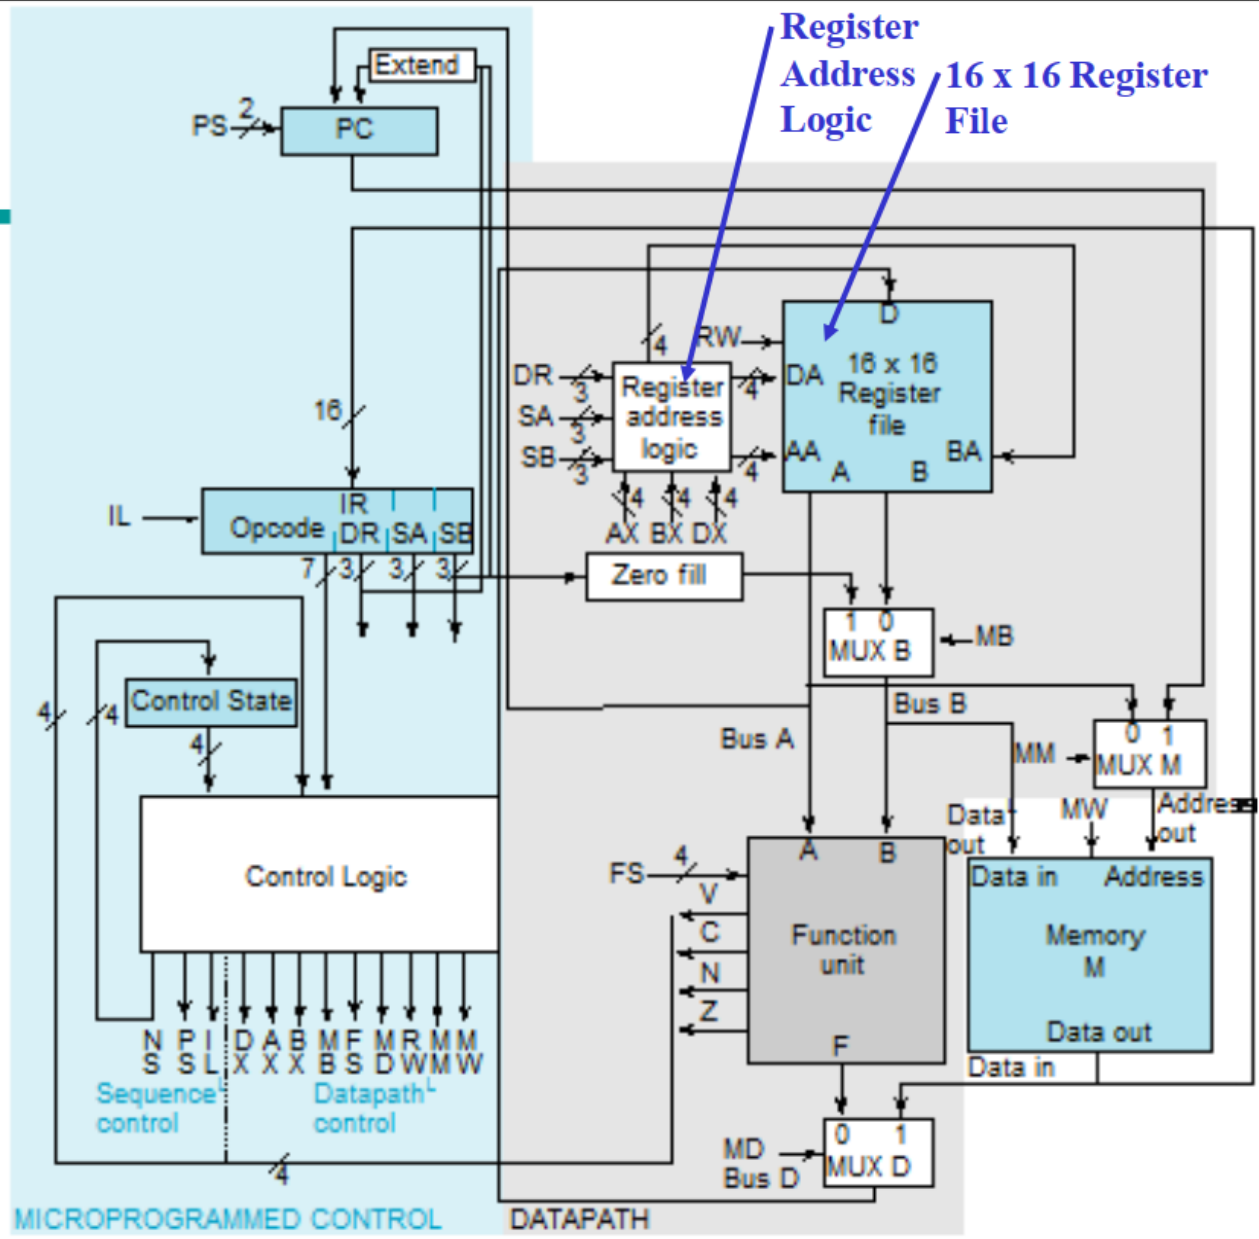 Register
Address
Logic
16 x 16 Register
File
Extend
PS
2
PC
D
RW
4
DR
3
SA
3
SB
3
Register
address
logic
4
4
DA
16 x 16
Register
file
AA
BA
A
B
16
4
4
4
AX BX DX
IL
IR
Opcode
DR
SA
SB
7
3
3
3
Zero fill
1 0
MUX B
MB
Control State
4
4
4
Bus B
Bus A
0 1
MUX M
MM
Data
out
MW
Address
out
Control Logic
FS
4
V
C
N
Z
A
B
Function
unit
F
Data in
Address
Memory
M
Data out
Data in
N P I D A B M F M R M M
S S L X X X B S D W M W
Sequence
control
Datapath
control
4
MD
Bus D
0 1
MUX D
MICROPROGRAMMED CONTROL
DATAPATH